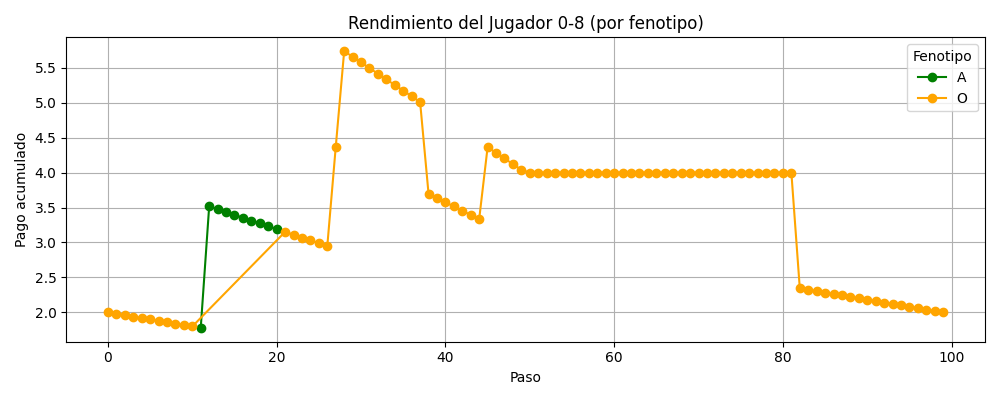 Rendimiento del Jugador 0-8 (por fenotipo)
Fenotipo
A
O
Pago acumulado
5.5
5.0
4.5
4.0
3.5
3.0
2.5
2.0
0 20 40 60 80 100
Paso